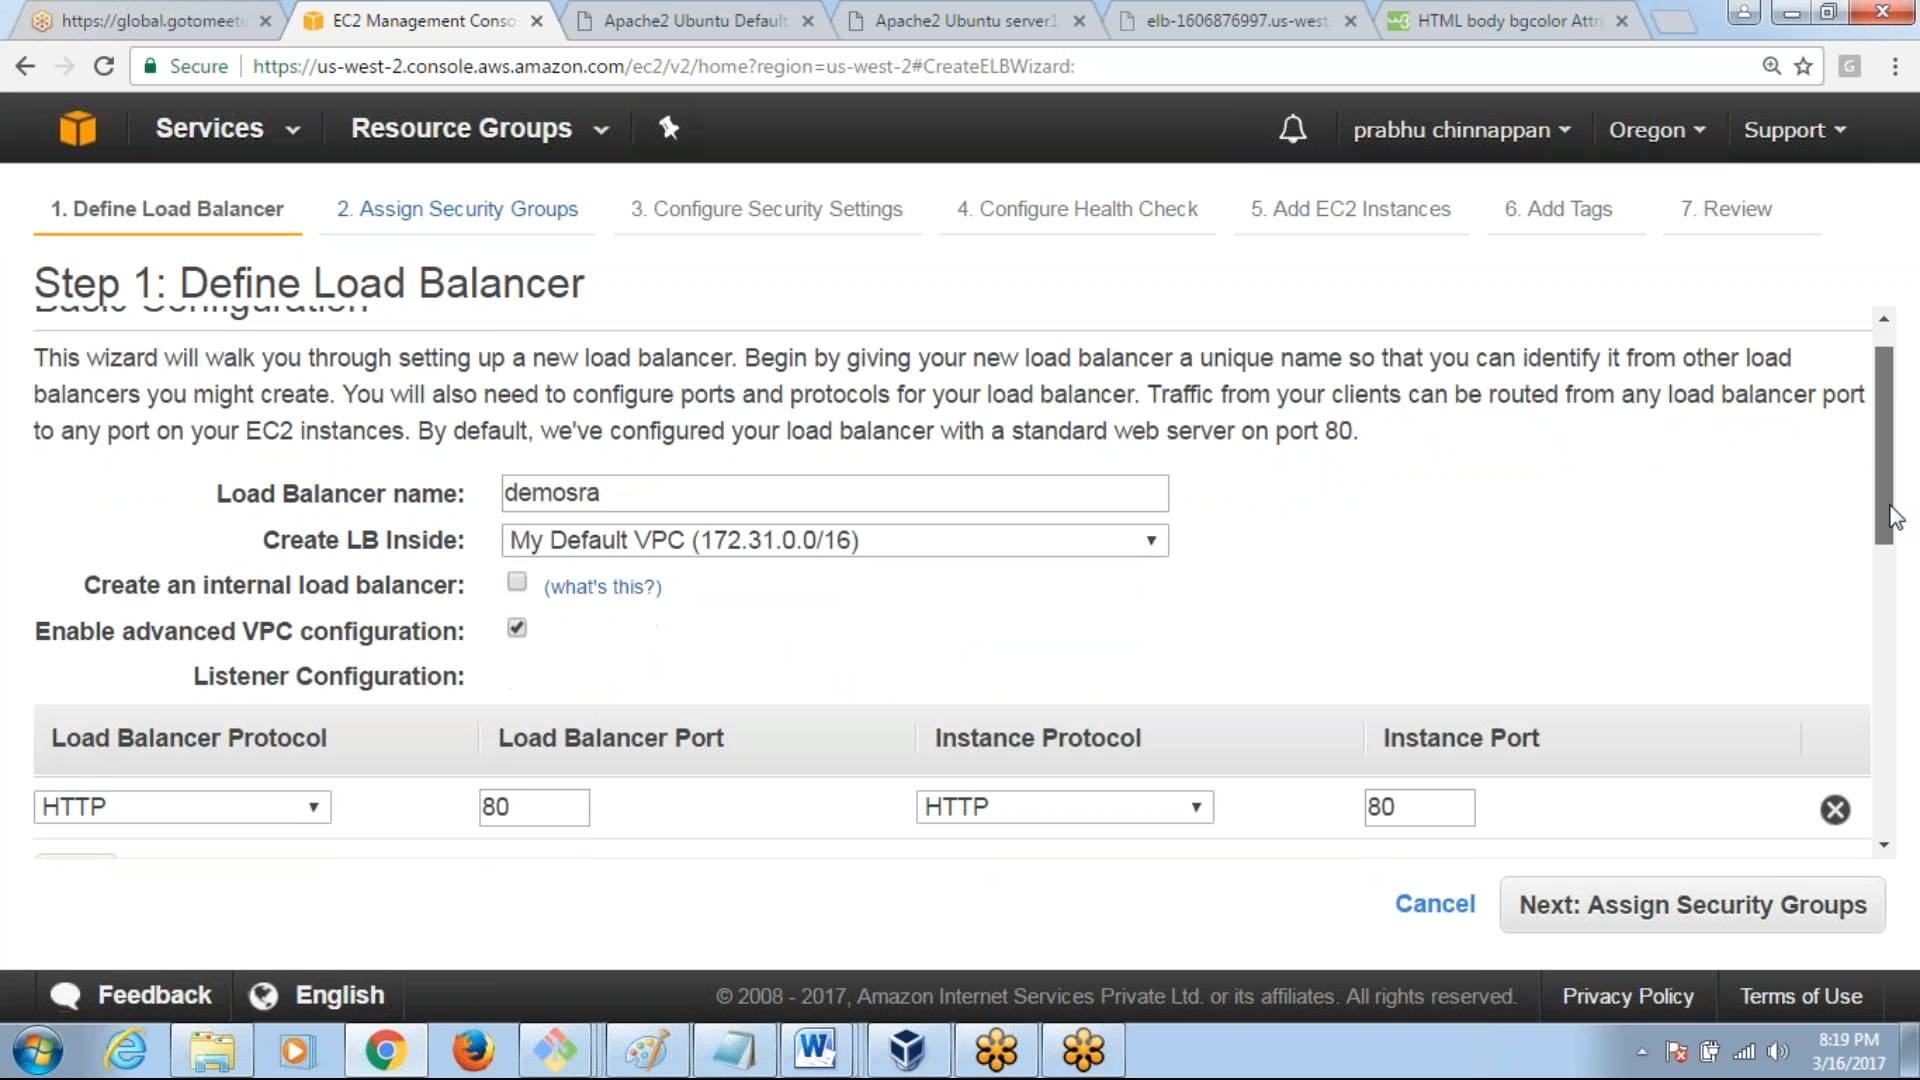 https://global.gotomeeti
EC2 Management Conso
Apache2 Ubuntu Default
Apache2 Ubuntu server1
elb-1606876997.us-west-
HTML body bgcolor Attri
Secure
https://us-west-2.console.aws.amazon.com/ec2/v2/home?region=us-west-2#CreateELBWizard:
G
Services
Resource Groups
prabhu chinnappan
Oregon
Support
1. Define Load Balancer
2. Assign Security Groups
3. Configure Security Settings
4. Configure Health Check
5. Add EC2 Instances
6. Add Tags
7. Review
Step 1: Define Load Balancer
Basic Configuration
This wizard will walk you through setting up a new load balancer. Begin by giving your new load balancer a unique name so that you can identify it from other load
balancers you might create. You will also need to configure ports and protocols for your load balancer. Traffic from your clients can be routed from any load balancer port
to any port on your EC2 instances. By default, we've configured your load balancer with a standard web server on port 80.
Load Balancer name: demosra
Create LB Inside: My Default VPC (172.31.0.0/16)
Create an internal load balancer: (what's this?)
Enable advanced VPC configuration:
Listener Configuration:
Load Balancer Protocol Load Balancer Port Instance Protocol Instance Port
HTTP 80 HTTP 80
Cancel
Next: Assign Security Groups
Feedback
English
© 2008 - 2017, Amazon Internet Services Private Ltd. or its affiliates. All rights reserved.
Privacy Policy
Terms of Use
8:19 PM
3/16/2017